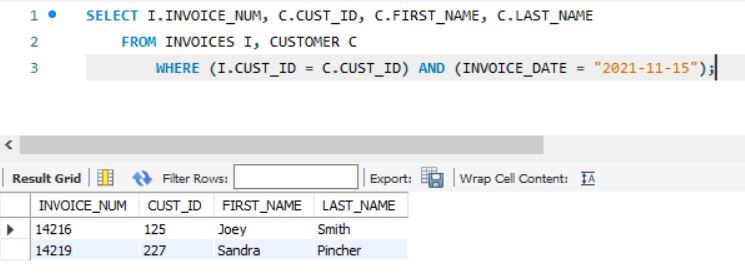 1 SELECT I.INVOICE_NUM, C.CUST_ID, C.FIRST_NAME, C.LAST_NAME
2 FROM INVOICES I, CUSTOMER C
3 WHERE (I.CUST_ID = C.CUST_ID) AND (INVOICE_DATE = "2021-11-15");
Result Grid Filter Rows: Export: Wrap Cell Content:
INVOICE_NUM CUST_ID FIRST_NAME LAST_NAME
14216 125 Joey Smith
14219 227 Sandra Pincher